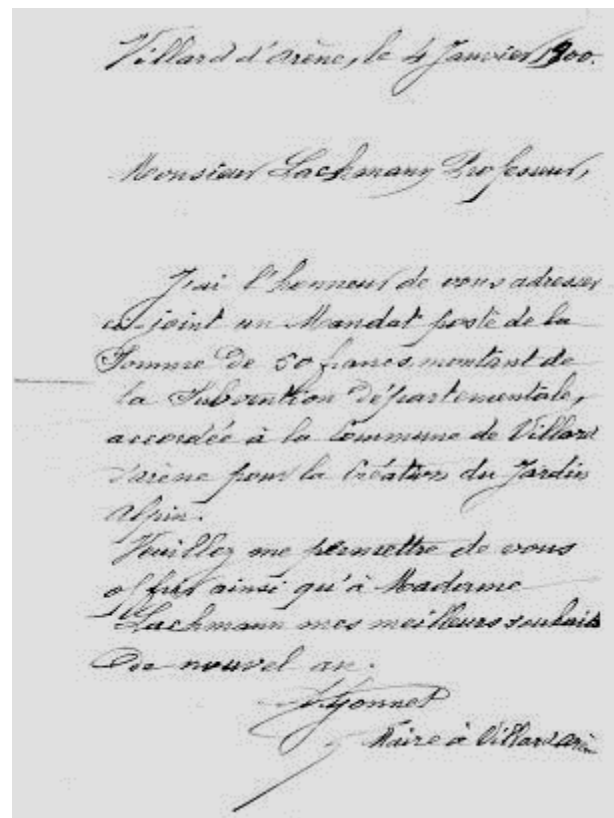 Villard d'Arène, le 4 Janvier 1900.
Monsieur Lachmann Professeur,
J'ai l'honneur de vous adresser
ci-joint un Mandat poste de la
Somme de 50 francs montant de
la Subvention départementale,
accordée à la Commune de Villard
d'arène pour la Création du Jardin
Alpin.
Veuillez me permettre de vous
offrir ainsi qu'à Madame
Lachmann mes meilleurs souhaits
de nouvel an.
Maire à Villard d'arène